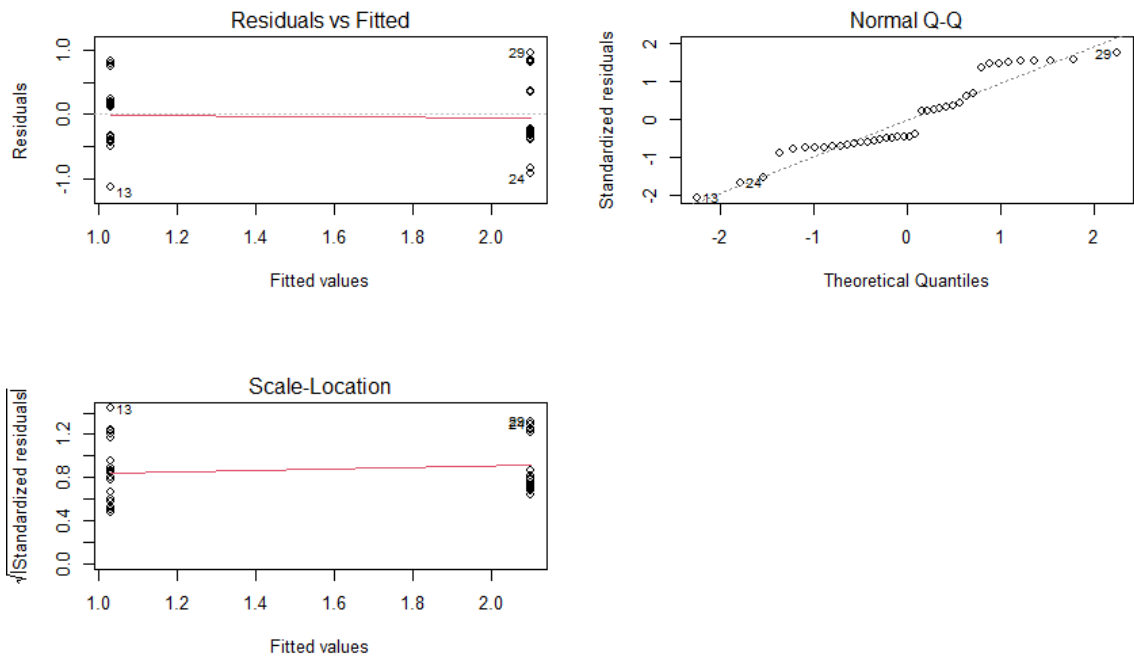 Residuals vs Fitted
Residuals
1.0
0.0
-1.0
29
24
13
1.0 1.2 1.4 1.6 1.8 2.0
Fitted values
Normal Q-Q
Standardized residuals
2
1
0
-1
-2
29
24
13
-2 -1 0 1 2
Theoretical Quantiles
Scale-Location
√|Standardized residuals|
1.2
0.8
0.4
0.0
13
29
24
1.0 1.2 1.4 1.6 1.8 2.0
Fitted values